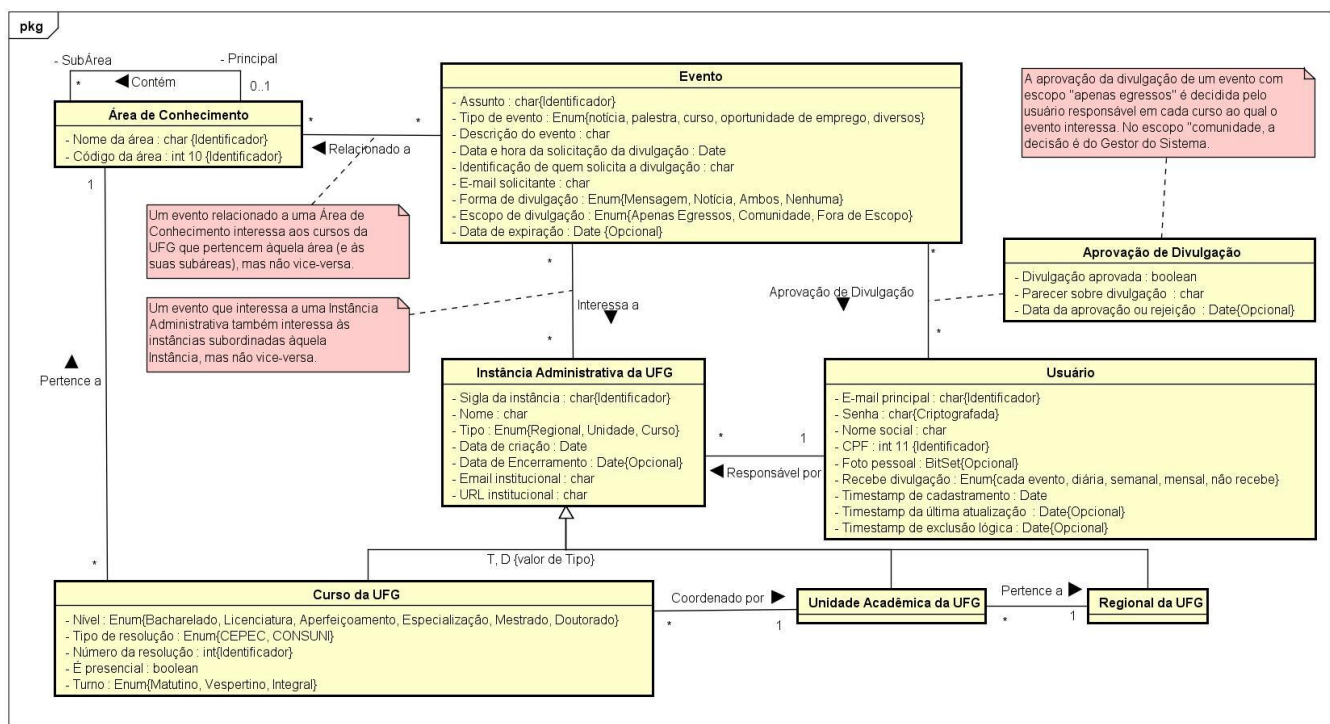 pkg
- SubÁrea
- Principal
◀ Contém
*
0..1
Área de Conhecimento
- Nome da área : char {Identificador}
- Código da área : int 10 {Identificador}
*
*
◀ Relacionado a
1
Evento
- Assunto : char{Identificador}
- Tipo de evento : Enum{notícia, palestra, curso, oportunidade de emprego, diversos}
- Descrição do evento : char
- Data e hora da solicitação da divulgação : Date
- Identificação de quem solicita a divulgação : char
- E-mail solicitante : char
- Forma de divulgação : Enum{Mensagem, Notícia, Ambos, Nenhuma}
- Escopo de divulgação : Enum{Apenas Egressos, Comunidade, Fora de Escopo}
- Data de expiração : Date {Opcional}
A aprovação da divulgação de um evento com
escopo "apenas egressos" é decidida pelo
usuário responsável em cada curso ao qual o
evento interessa. No escopo "comunidade, a
decisão é do Gestor do Sistema.
Um evento relacionado a uma Área de
Conhecimento interessa aos cursos da
UFG que pertencem àquela área (e às
suas subáreas), mas não vice-versa.
Um evento que interessa a uma Instância
Administrativa também interessa às
instâncias subordinadas àquela
Instância, mas não vice-versa.
*
Interessa a
▼
*
*
Aprovação de Divulgação
▼
*
Aprovação de Divulgação
- Divulgação aprovada : boolean
- Parecer sobre divulgação : char
- Data da aprovação ou rejeição : Date{Opcional}
▲
Pertence a
*
Instância Administrativa da UFG
- Sigla da instância : char{Identificador}
- Nome : char
- Tipo : Enum{Regional, Unidade, Curso}
- Data de criação : Date
- Data de Encerramento : Date{Opcional}
- Email institucional : char
- URL institucional : char
*
1
◀ Responsável por
Usuário
- E-mail principal : char{Identificador}
- Senha : char{Criptografada}
- Nome social : char
- CPF : int 11 {Identificador}
- Foto pessoal : BitSet{Opcional}
- Recebe divulgação : Enum{cada evento, diária, semanal, mensal, não recebe}
- Timestamp de cadastramento : Date
- Timestamp da última atualização : Date{Opcional}
- Timestamp de exclusão lógica : Date{Opcional}
T, D {valor de Tipo}
Curso da UFG
- Nível : Enum{Bacharelado, Licenciatura, Aperfeiçoamento, Especialização, Mestrado, Doutorado}
- Tipo de resolução : Enum{CEPEC, CONSUNI}
- Número da resolução : int{Identificador}
- É presencial : boolean
- Turno : Enum{Matutino, Vespertino, Integral}
Coordenado por ▶
*
1
Unidade Acadêmica da UFG
Pertence a ▶
*
1
Regional da UFG